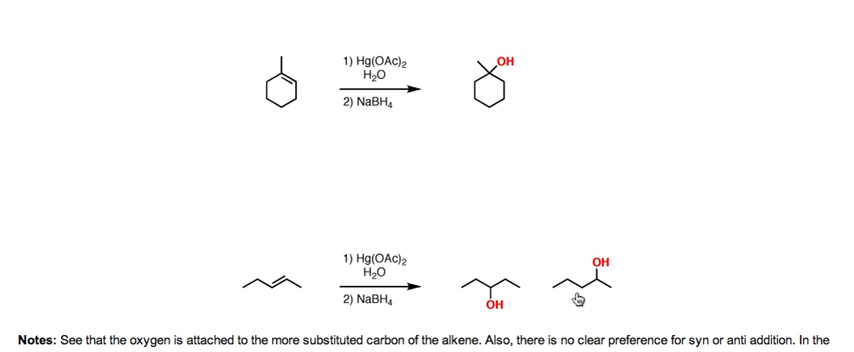 1) Hg(OAc)₂
H₂O
2) NaBH₄
OH
1) Hg(OAc)₂
H₂O
2) NaBH₄
OH
OH
Notes: See that the oxygen is attached to the more substituted carbon of the alkene. Also, there is no clear preference for syn or anti addition. In the